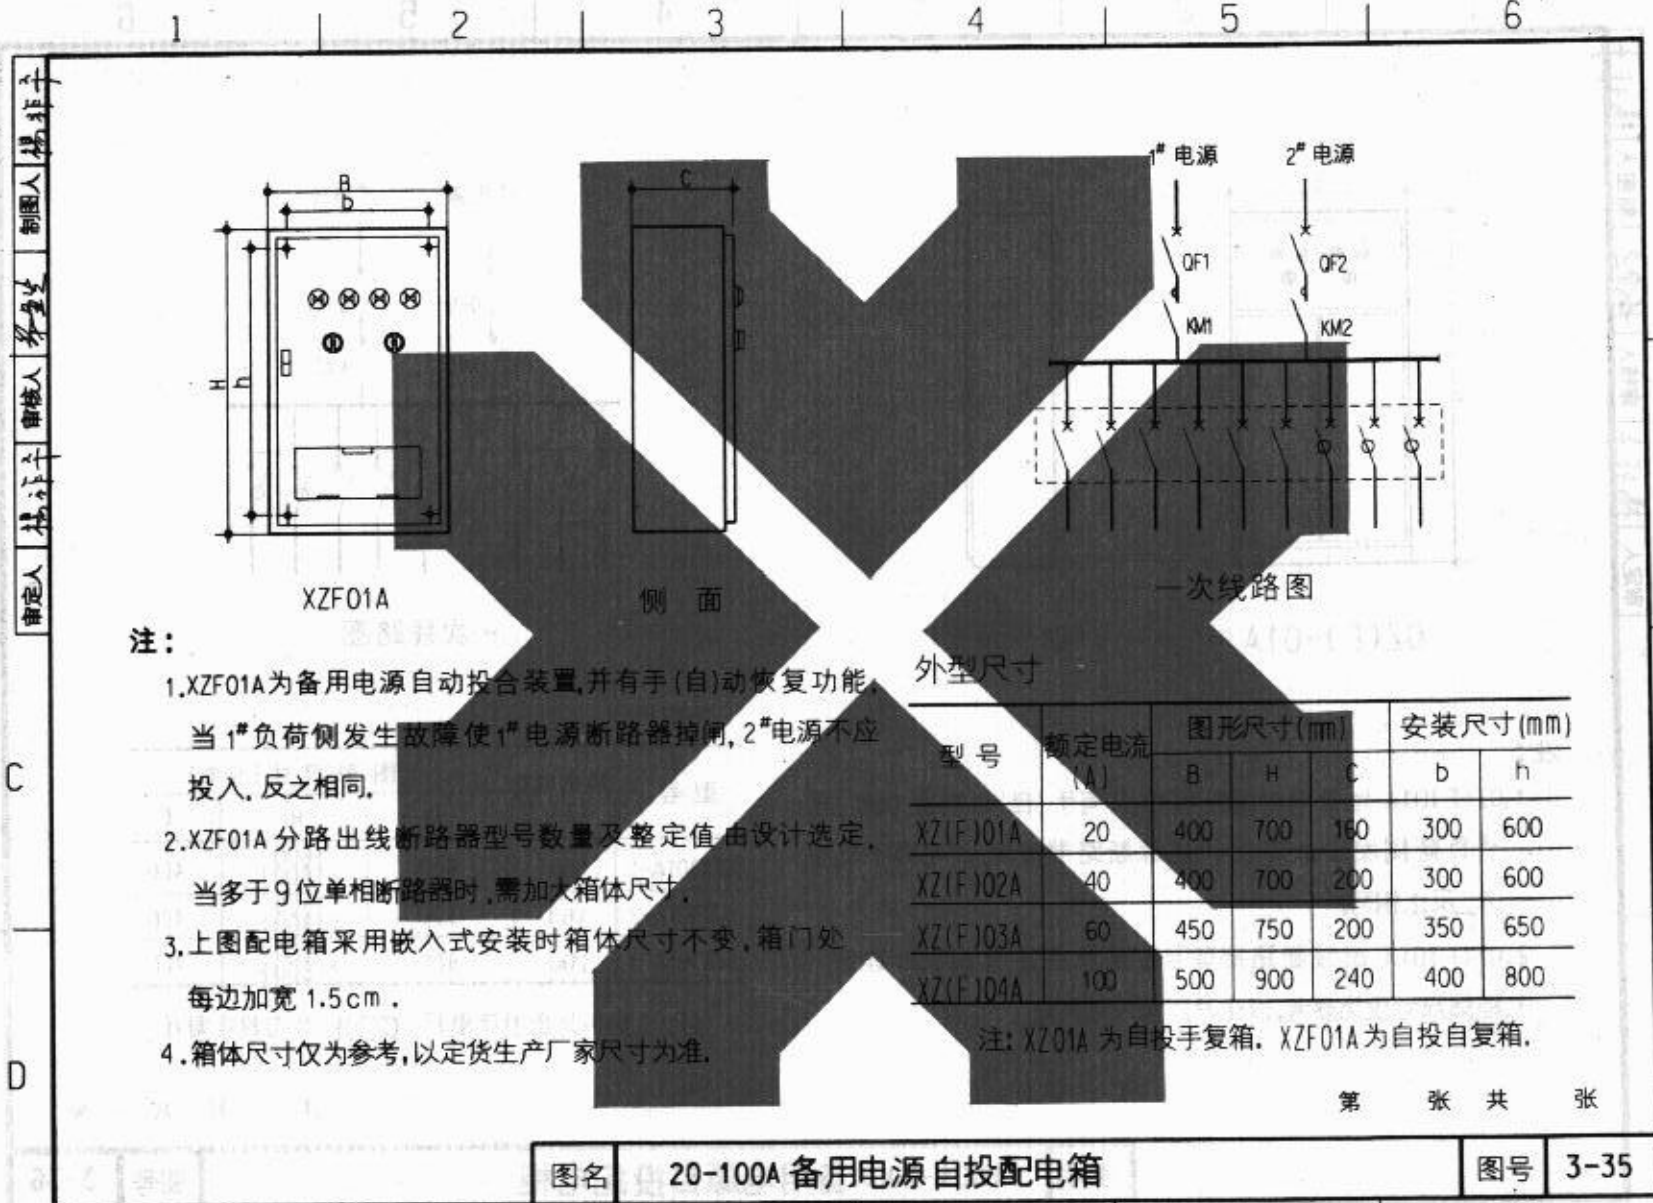 1 2 3 4 5 6
制图人
审核人
审定人
C
D
B
b
H
h
XZF01A
C
侧 面
1# 电源 2# 电源
QF1 QF2
KM1 KM2
一次线路图
注:
1.XZF01A为备用电源自动投合装置,并有手(自)动恢复功能,
当1#负荷侧发生故障使1#电源断路器掉闸,2#电源不应
投入,反之相同.
2.XZF01A分路出线断路器型号数量及整定值由设计选定,
当多于9位单相断路器时,需加大箱体尺寸.
3.上图配电箱采用嵌入式安装时箱体尺寸不变,箱门处
每边加宽1.5cm.
4.箱体尺寸仅为参考,以定货生产厂家尺寸为准.
外型尺寸
型号 额定电流(A) 图形尺寸(mm) 安装尺寸(mm)
B H C b h
XZ(F)01A 20 400 700 160 300 600
XZ(F)02A 40 400 700 200 300 600
XZ(F)03A 60 450 750 200 350 650
XZ(F)04A 100 500 900 240 400 800
注: XZ01A为自投手复箱. XZF01A为自投自复箱.
第 张 共 张
图名 20-100A备用电源自投配电箱 图号 3-35